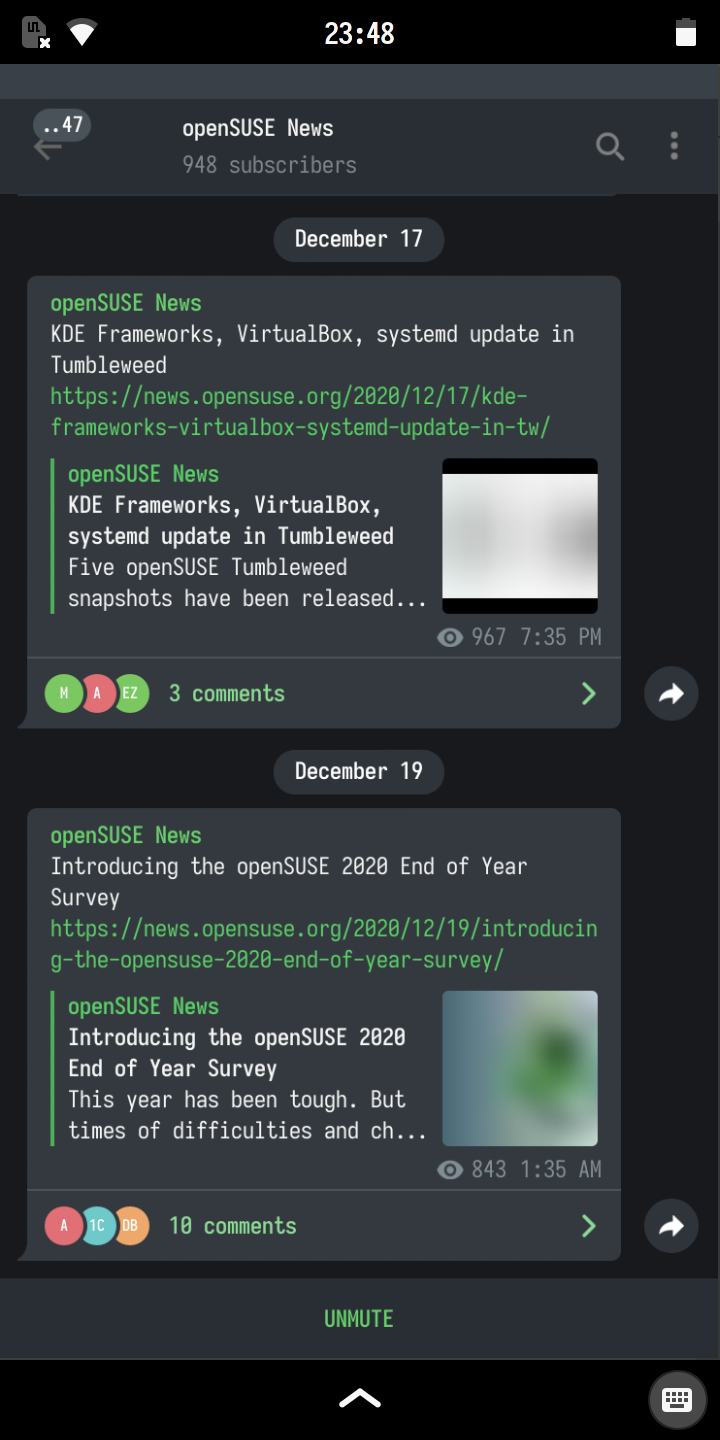 23:48
..47
openSUSE News
948 subscribers
December 17
openSUSE News
KDE Frameworks, VirtualBox, systemd update in
Tumbleweed
https://news.opensuse.org/2020/12/17/kde-
frameworks-virtualbox-systemd-update-in-tw/
openSUSE News
KDE Frameworks, VirtualBox,
systemd update in Tumbleweed
Five openSUSE Tumbleweed
snapshots have been released...
967 7:35 PM
M A EZ 3 comments
December 19
openSUSE News
Introducing the openSUSE 2020 End of Year
Survey
https://news.opensuse.org/2020/12/19/introducin
g-the-opensuse-2020-end-of-year-survey/
openSUSE News
Introducing the openSUSE 2020
End of Year Survey
This year has been tough. But
times of difficulties and ch...
843 1:35 AM
A 1C DB 10 comments
UNMUTE